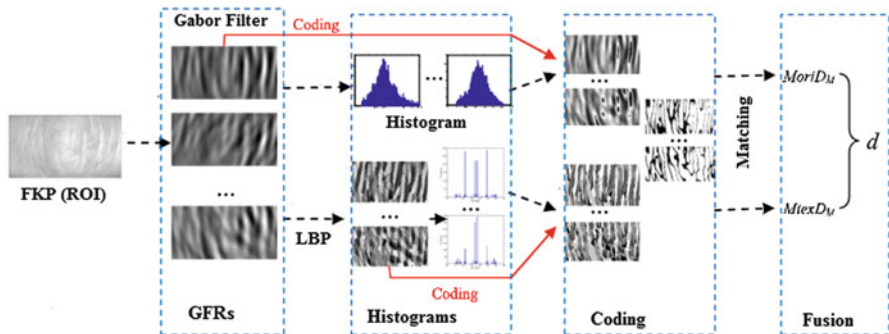 Gabor Filter
Coding
Histogram
FKP (ROI)
LBP
Coding
GFRs
Histograms
Coding
Matching
MoriD_M
MtexD_M
d
Fusion